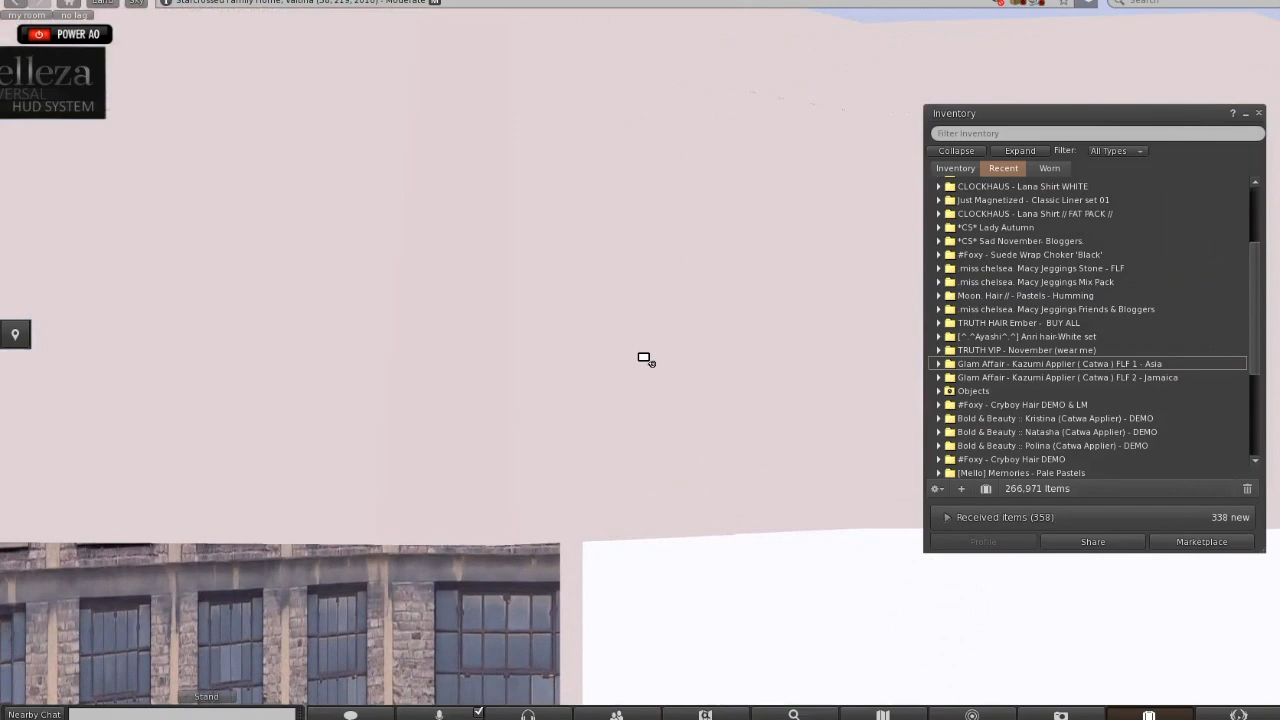 Land
Sky
Starcrossed Family Home, Valona (58, 219, 2010) - Moderate
Search
my room
no lag
POWER AO
elleza
VERSAL
HUD SYSTEM
Inventory
?
Filter Inventory
Collapse
Expand
Filter:
All Types
Inventory
Recent
Worn
CLOCKHAUS - Lana Shirt WHITE
Just Magnetized - Classic Liner set 01
CLOCKHAUS - Lana Shirt // FAT PACK //
*CS* Lady Autumn
*CS* Sad November- Bloggers
#Foxy - Suede Wrap Choker 'Black'
.miss chelsea. Macy Jeggings Stone - FLF
.miss chelsea. Macy Jeggings Mix Pack
Moon. Hair // - Pastels - Humming
.miss chelsea. Macy Jeggings Friends & Bloggers
TRUTH HAIR Ember - BUY ALL
[^.^Ayashi^.^] Anri hair-White set
TRUTH VIP - November (wear me)
Glam Affair - Kazumi Applier ( Catwa ) FLF 1 - Asia
Glam Affair - Kazumi Applier ( Catwa ) FLF 2 - Jamaica
Objects
#Foxy - Cryboy Hair DEMO & LM
Bold & Beauty :: Kristina (Catwa Applier) - DEMO
Bold & Beauty :: Natasha (Catwa Applier) - DEMO
Bold & Beauty :: Polina (Catwa Applier) - DEMO
#Foxy - Cryboy Hair DEMO
[Mello] Memories - Pale Pastels
266,971 Items
Received items (358)
338 new
Profile
Share
Marketplace
Stand
Nearby Chat